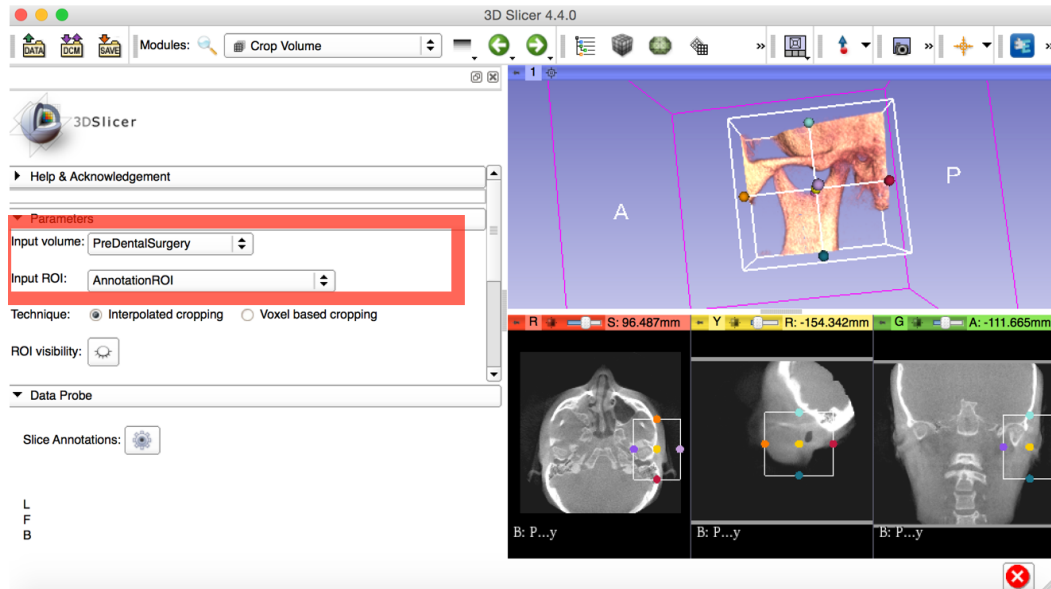 3D Slicer 4.4.0
DATA DCM SAVE Modules: Crop Volume » » »
1
3DSlicer
Help & Acknowledgement
Parameters
Input volume: PreDentalSurgery
Input ROI: AnnotationROI
Technique: Interpolated cropping Voxel based cropping
ROI visibility:
Data Probe
Slice Annotations:
L
F
B
A
P
R S: 96.487mm
Y R: -154.342mm
G A: -111.665mm
B: P...y
B: P...y
B: P...y